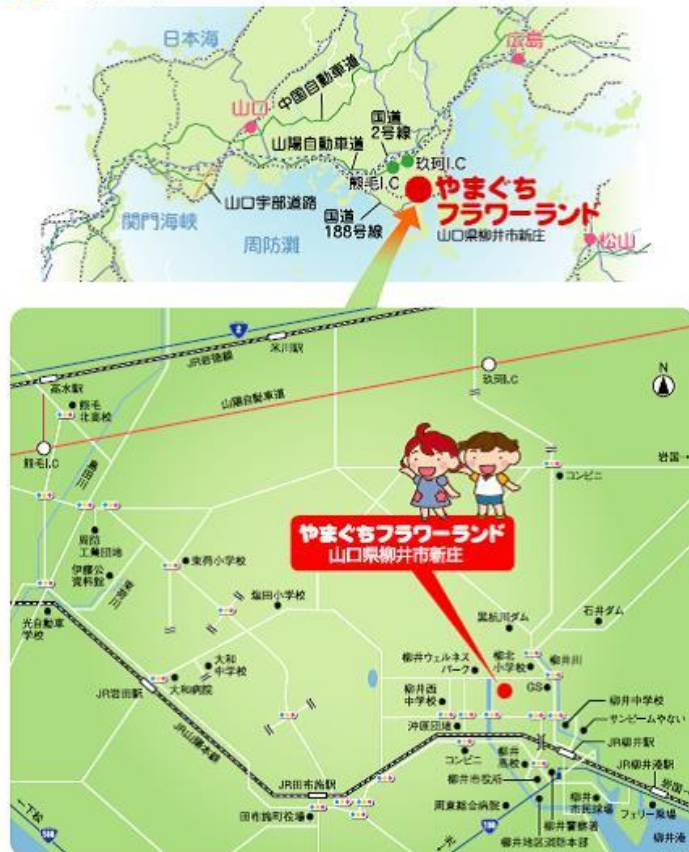 日本海
広島
中国自動車道
山口
国道
2号線
山陽自動車道
玖珂I.C
熊毛I.C
やまぐち
フラワーランド
山口県柳井市新庄
山口宇部道路
関門海峡
国道
188号線
周防灘
松山
2
米川駅
JR岩徳線
高水駅
玖珂I.C
N
熊毛
北高校
山陽自動車道
熊毛I.C
岩国→
コンビニ
やまぐちフラワーランド
山口県柳井市新庄
周防
工業団地
束荷小学校
伊藤公
資料館
束荷川
塩田小学校
光自動車
学校
黒杭川ダム
石井ダム
大和
中学校
柳井ウェルネス
パーク
柳北
小学校
柳井川
JR岩田駅
大和病院
柳井西
中学校
GS
柳井中学校
サンビームやない
沖原団地
JR柳井駅
JR山陽本線
コンビニ
柳井
高校
JR柳井港駅
JR田布施駅
柳井市役所
岩国→
田布施町役場
周東総合病院
柳井
市民球場
フェリー乗場
←下松
188
←光
188
柳井警察署
柳井港
柳井地区消防本部